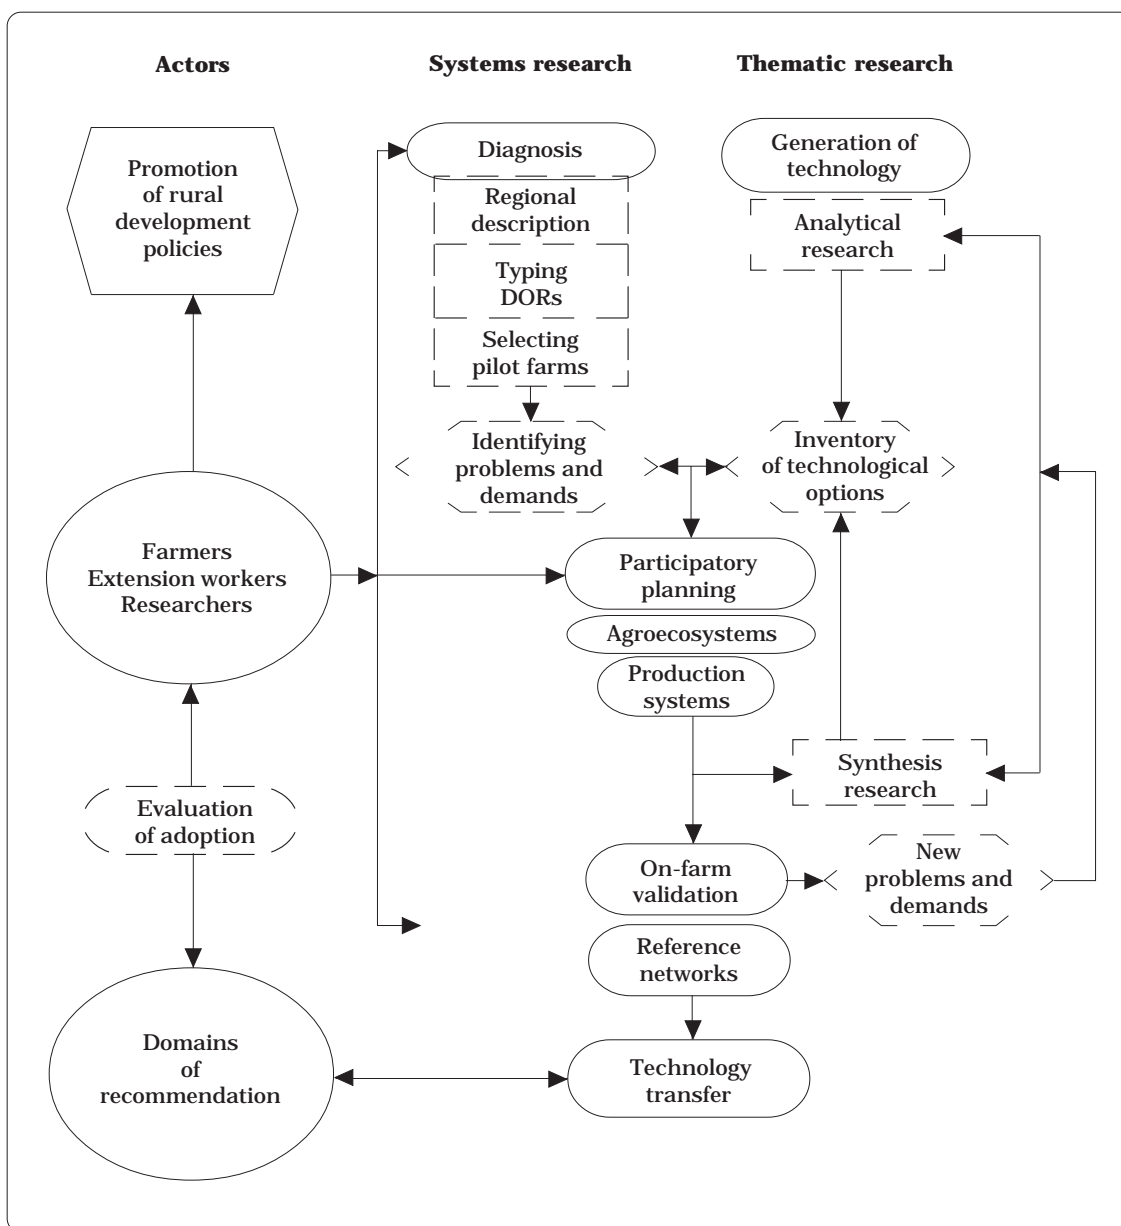 Actors
Systems research
Thematic research
Promotion
of rural
development
policies
Diagnosis
Regional
description
Typing
DORs
Selecting
pilot farms
Identifying
problems and
demands
Generation of
technology
Analytical
research
Inventory
of technological
options
Farmers
Extension workers
Researchers
Participatory
planning
Agroecosystems
Production
systems
Synthesis
research
Evaluation
of adoption
On-farm
validation
New
problems and
demands
Reference
networks
Domains
of
recommendation
Technology
transfer